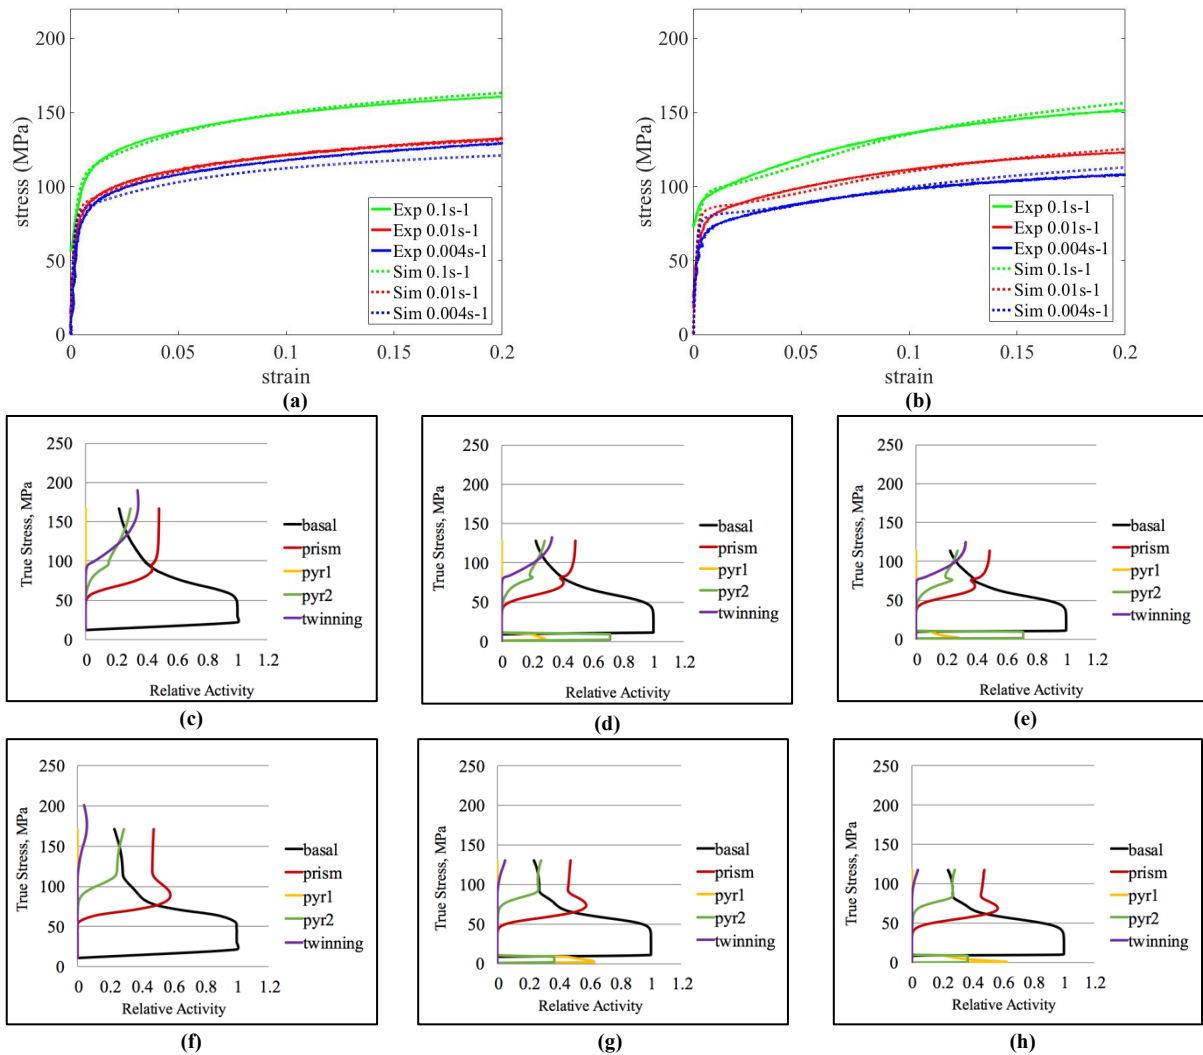 200
150
100
50
0
stress (MPa)
0
0.05
0.1
0.15
0.2
strain
Exp 0.1s-1
Exp 0.01s-1
Exp 0.004s-1
Sim 0.1s-1
Sim 0.01s-1
Sim 0.004s-1
(a)
200
150
100
50
0
stress (MPa)
0
0.05
0.1
0.15
0.2
strain
Exp 0.1s-1
Exp 0.01s-1
Exp 0.004s-1
Sim 0.1s-1
Sim 0.01s-1
Sim 0.004s-1
(b)
250
200
150
100
50
0
True Stress, MPa
0 0.2 0.4 0.6 0.8 1 1.2
Relative Activity
basal
prism
pyr1
pyr2
twinning
(c)
250
200
150
100
50
0
True Stress, MPa
0 0.2 0.4 0.6 0.8 1 1.2
Relative Activity
basal
prism
pyr1
pyr2
twinning
(d)
250
200
150
100
50
0
True Stress, MPa
0 0.2 0.4 0.6 0.8 1 1.2
Relative Activity
basal
prism
pyr1
pyr2
twinning
(e)
250
200
150
100
50
0
True Stress, MPa
0 0.2 0.4 0.6 0.8 1 1.2
Relative Activity
basal
prism
pyr1
pyr2
twinning
(f)
250
200
150
100
50
0
True Stress, MPa
0 0.2 0.4 0.6 0.8 1 1.2
Relative Activity
basal
prism
pyr1
pyr2
twinning
(g)
250
200
150
100
50
0
True Stress, MPa
0 0.2 0.4 0.6 0.8 1 1.2
Relative Activity
basal
prism
pyr1
pyr2
twinning
(h)